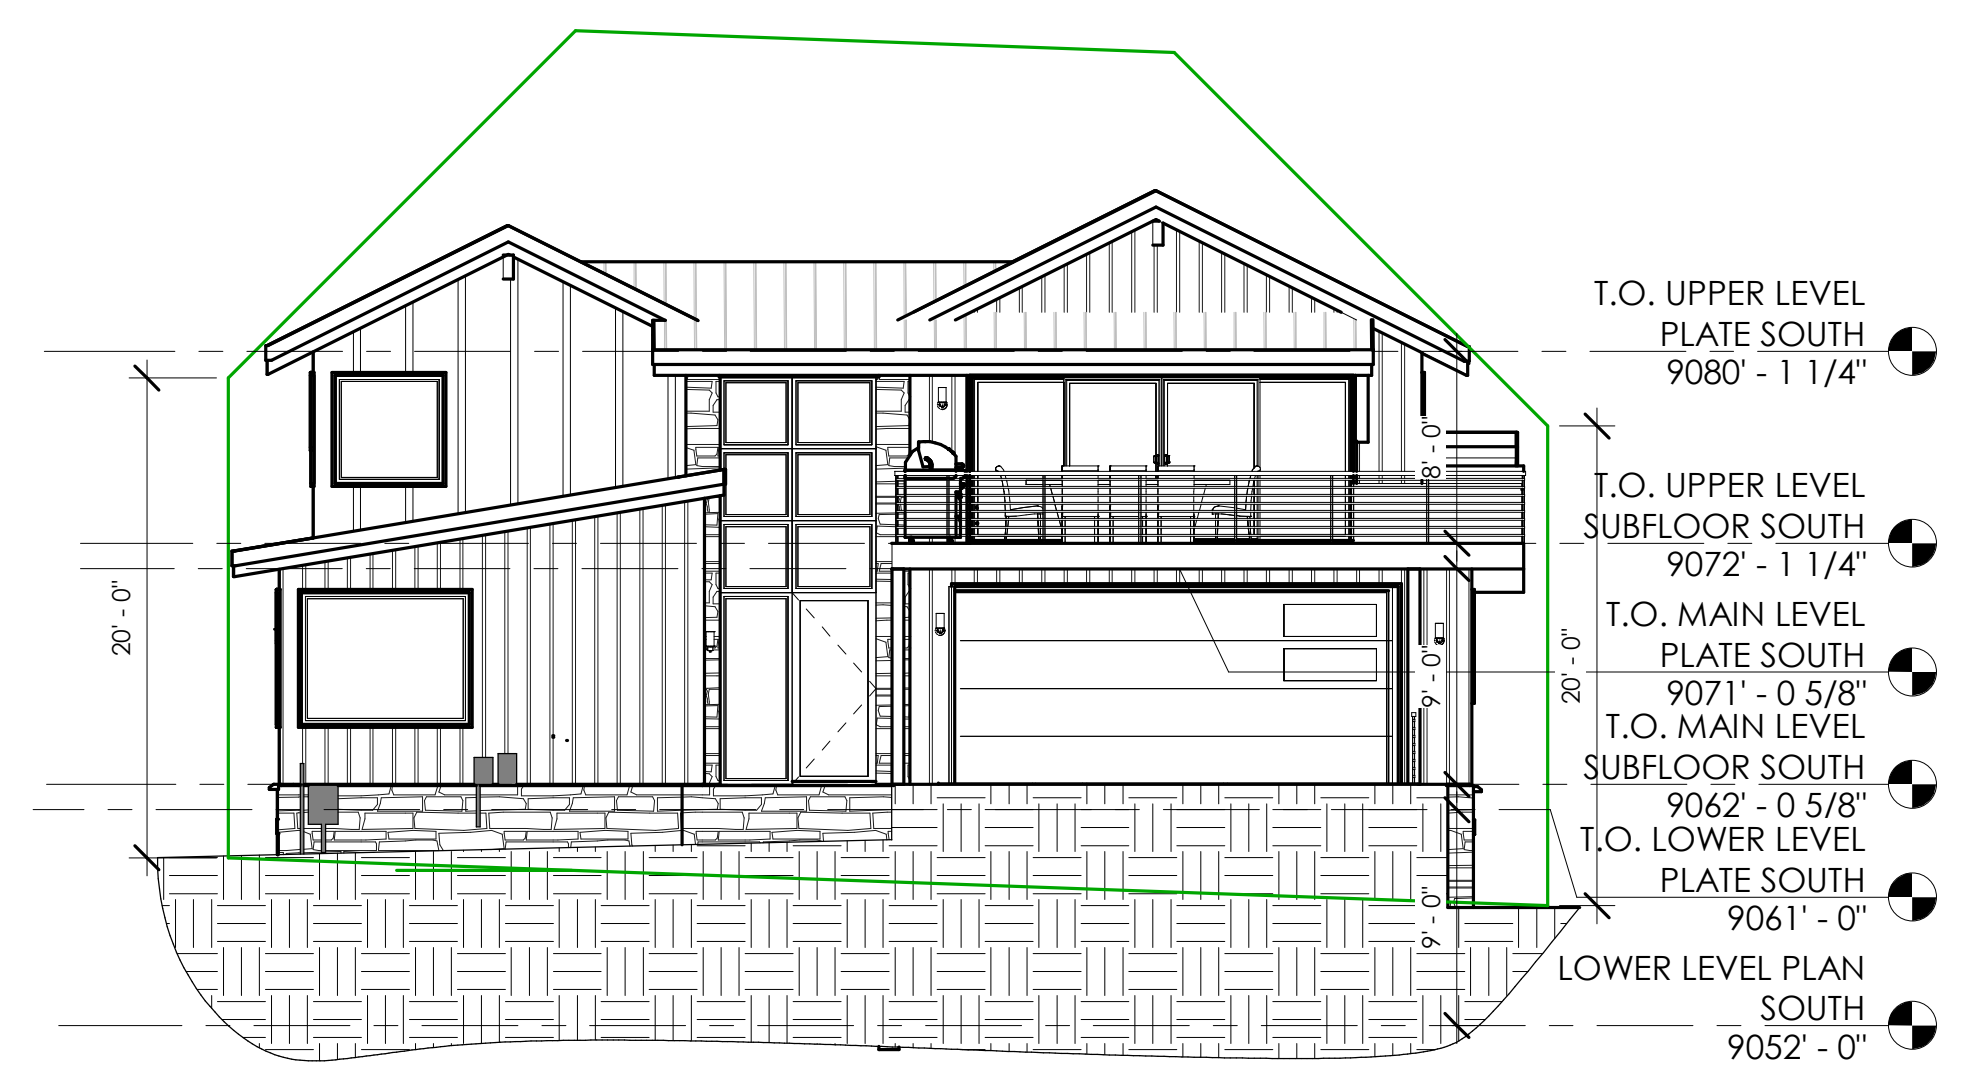 T.O. UPPER LEVEL
PLATE SOUTH
9080' - 1 1/4"
8' - 0"
T.O. UPPER LEVEL
SUBFLOOR SOUTH
9072' - 1 1/4"
20' - 0"
T.O. MAIN LEVEL
PLATE SOUTH
9071' - 0 5/8"
9' - 0"
20' - 0"
T.O. MAIN LEVEL
SUBFLOOR SOUTH
9062' - 0 5/8"
T.O. LOWER LEVEL
PLATE SOUTH
9061' - 0"
9' - 0"
LOWER LEVEL PLAN
SOUTH
9052' - 0"